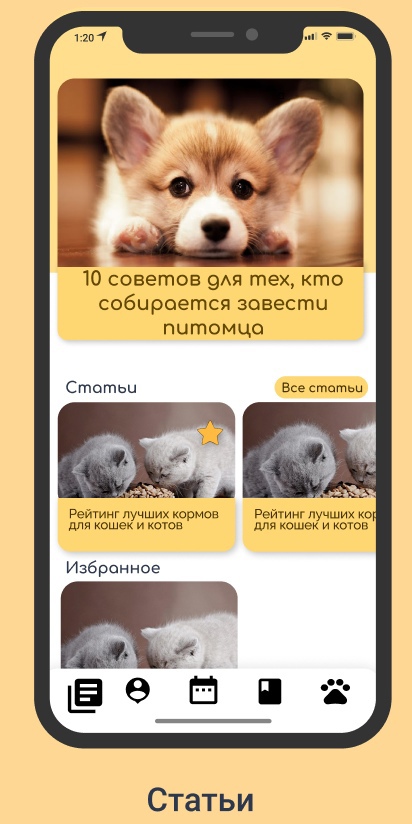 1:20
10 советов для тех, кто
собирается завести
питомца
Статьи
Все статьи
Рейтинг лучших кормов
для кошек и котов
Рейтинг лучших кор
для кошек и котов
Избранное
Статьи